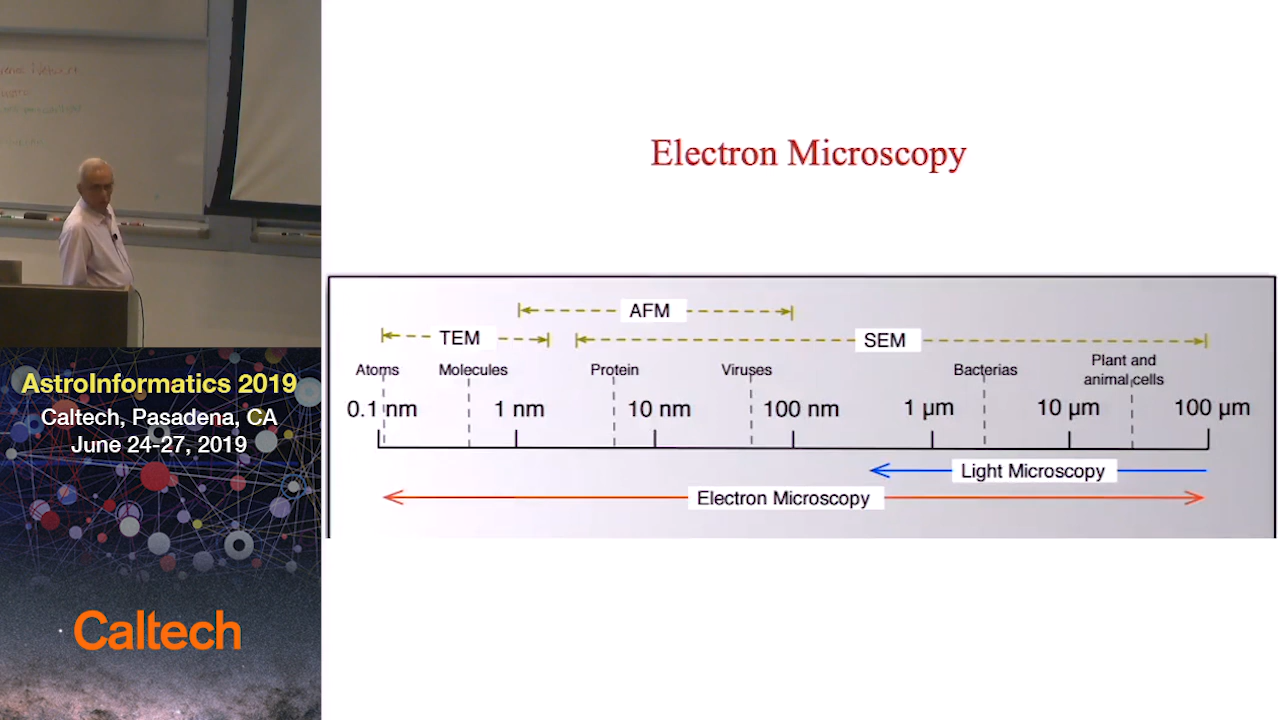 Electron Microscopy
AFM
TEM
SEM
Atoms
Molecules
Protein
Viruses
Bacterias
Plant and
animal cells
0.1 nm
1 nm
10 nm
100 nm
1 μm
10 μm
100 μm
Light Microscopy
Electron Microscopy
AstroInformatics 2019
Caltech, Pasadena, CA
June 24-27, 2019
Caltech